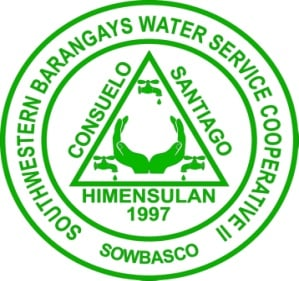 SOUTHWESTERN BARANGAYS WATER SERVICE COOPERATIVE II
CONSUELO
SANTIAGO
HIMENSULAN
1997
SOWBASCO